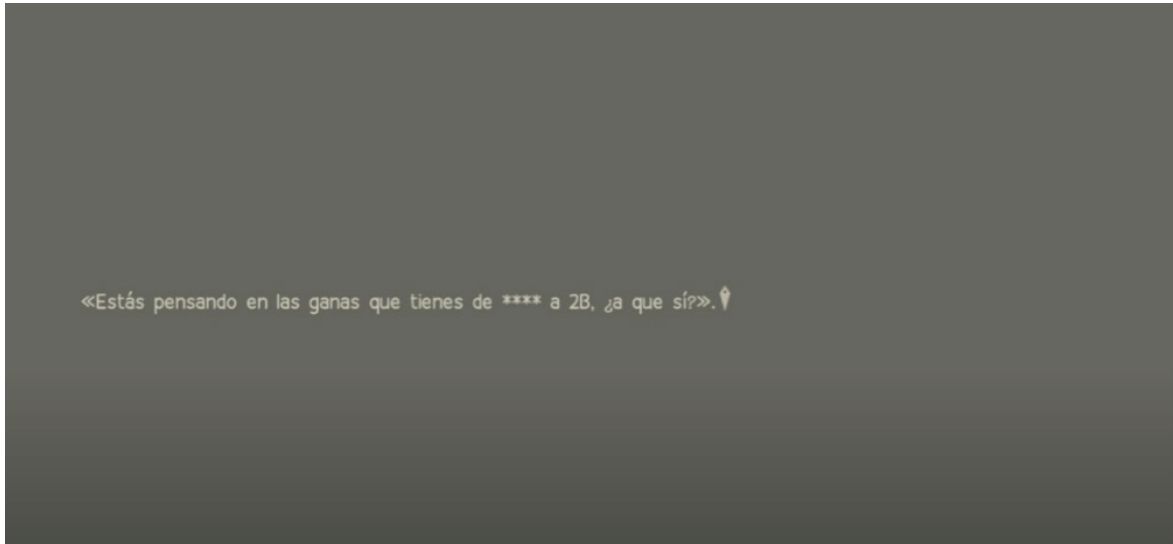 «Estás pensando en las ganas que tienes de **** a 2B, ¿a que sí?».